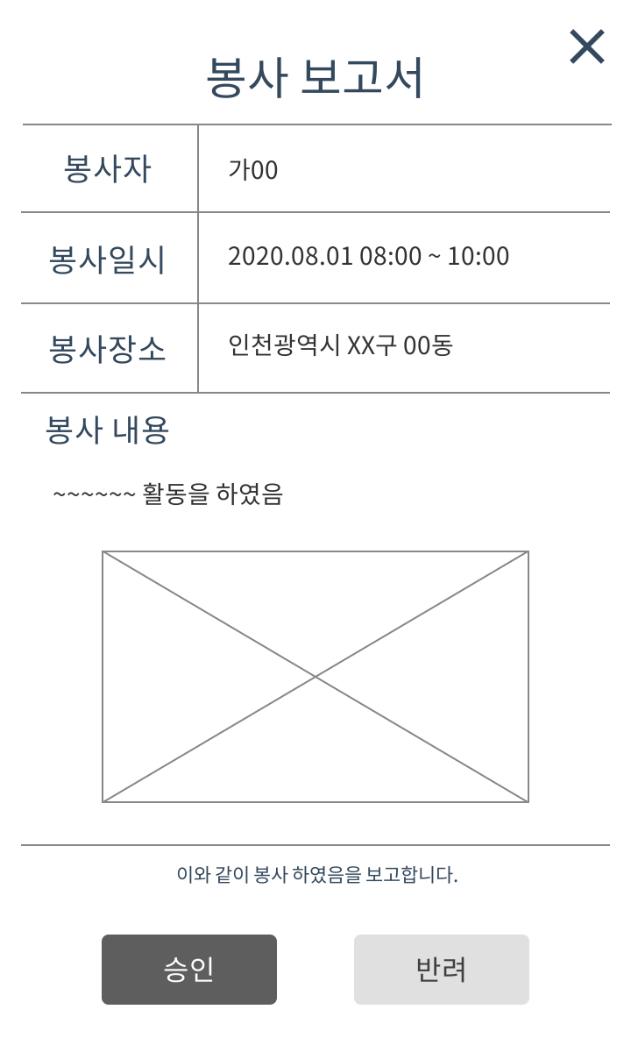 봉사 보고서
봉사자
가00
봉사일시
2020.08.01 08:00 ~ 10:00
봉사장소
인천광역시 XX구 00동
봉사 내용
~~~~~~ 활동을 하였음
이와 같이 봉사 하였음을 보고합니다.
승인
반려